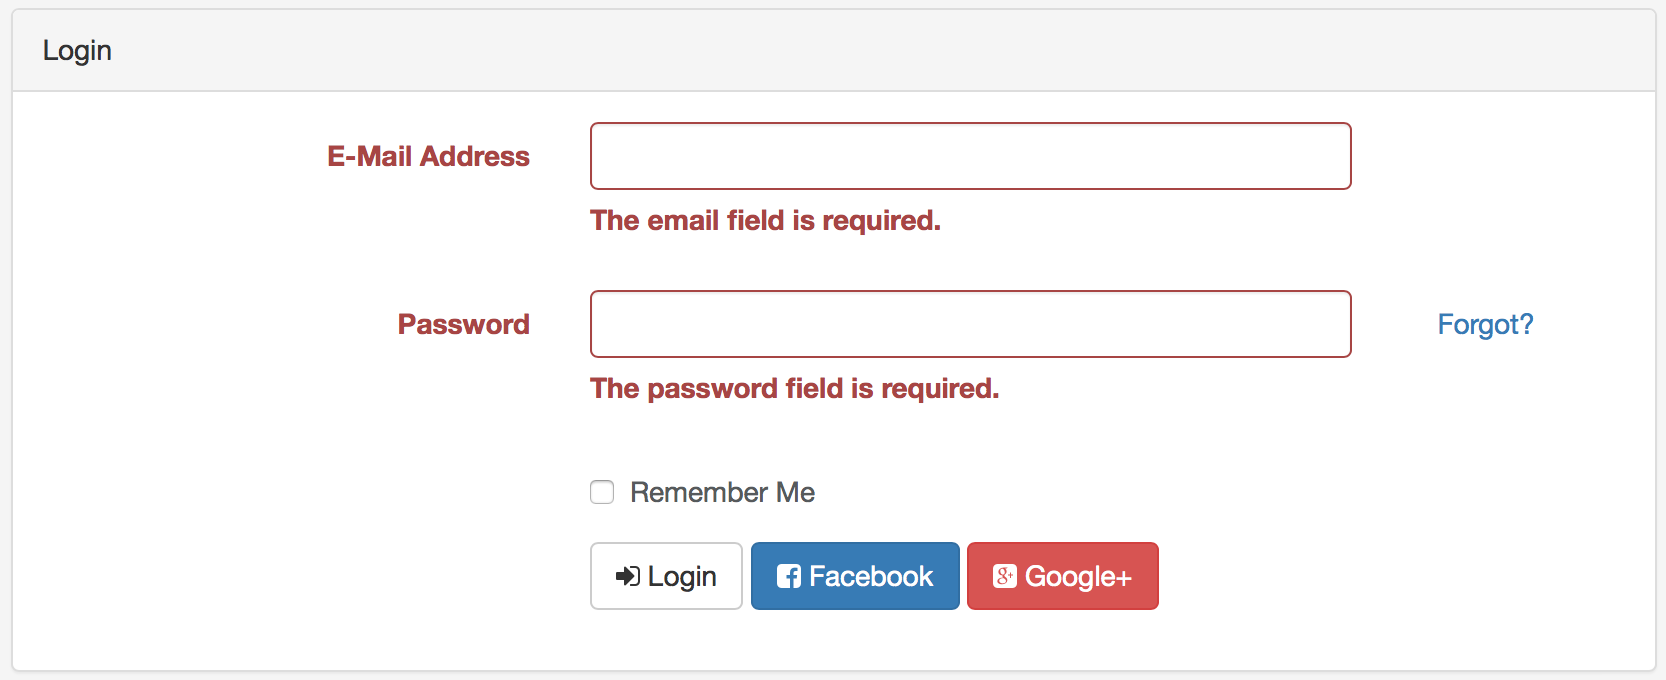 Login
E-Mail Address
The email field is required.
Password
Forgot?
The password field is required.
Remember Me
Login
Facebook
g+ Google+